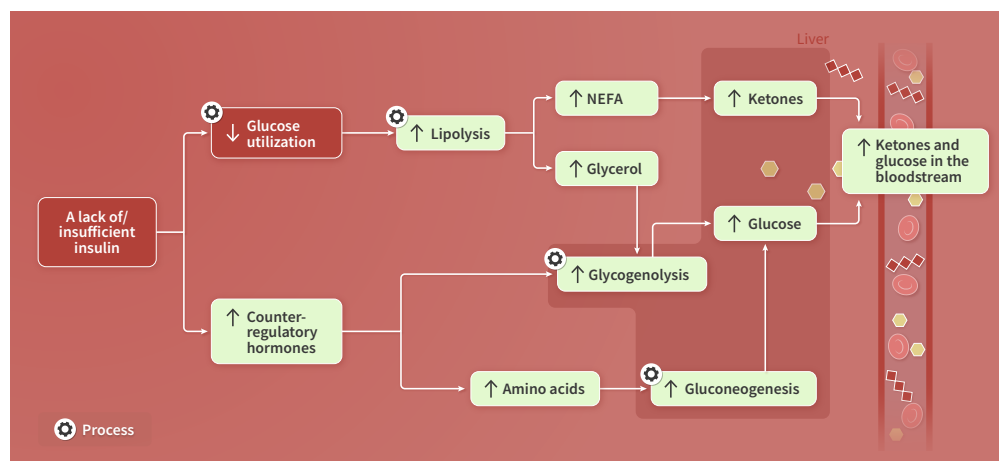 Liver
NEFA
Ketones
Glucose
utilization
Lipolysis
Ketones and
glucose in the
bloodstream
Glycerol
A lack of/
insufficient
insulin
Glucose
Glycogenolysis
Counter-
regulatory
hormones
Amino acids
Gluconeogenesis
Process